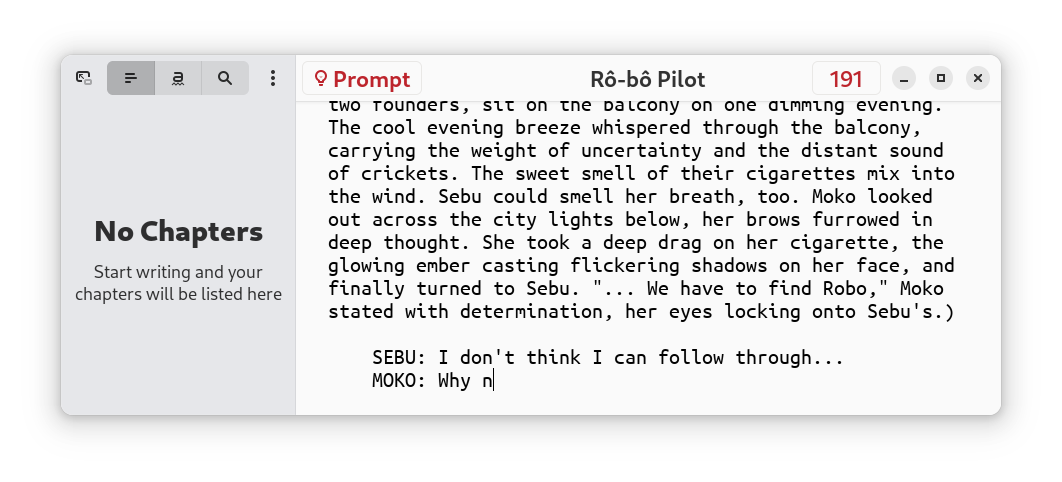 Prompt
Rô-bô Pilot
191
No Chapters
Start writing and your
chapters will be listed here
two founders, sit on the balcony on one dimming evening.
The cool evening breeze whispered through the balcony,
carrying the weight of uncertainty and the distant sound
of crickets. The sweet smell of their cigarettes mix into
the wind. Sebu could smell her breath, too. Moko looked
out across the city lights below, her brows furrowed in
deep thought. She took a deep drag on her cigarette, the
glowing ember casting flickering shadows on her face, and
finally turned to Sebu. "... We have to find Robo," Moko
stated with determination, her eyes locking onto Sebu's.)
SEBU: I don't think I can follow through...
MOKO: Why n